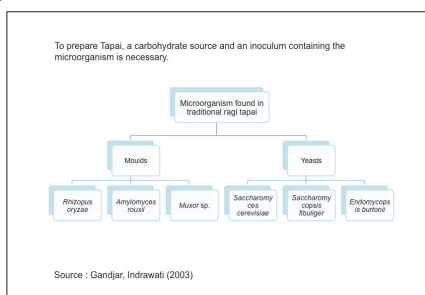 To prepare Tapai, a carbohydrate source and an inoculum containing the
microorganism is necessary.
Microorganism found in
traditional ragi tapai
Moulds
Yeasts
Rhizopus
oryzae
Amylomyces
rouxii
Muxor sp.
Saccharomy
ces
cerevisiae
Saccharomy
copsis
fibuliger
Endomycops
is burtonii
Source : Gandjar, Indrawati (2003)